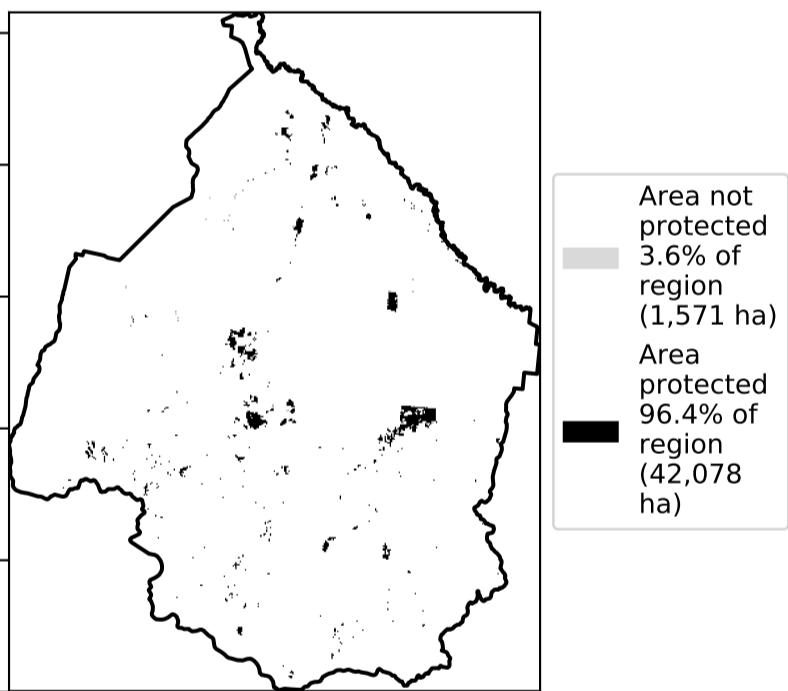 Area not
protected
3.6% of
region
(1,571 ha)
Area
protected
96.4% of
region
(42,078
ha)